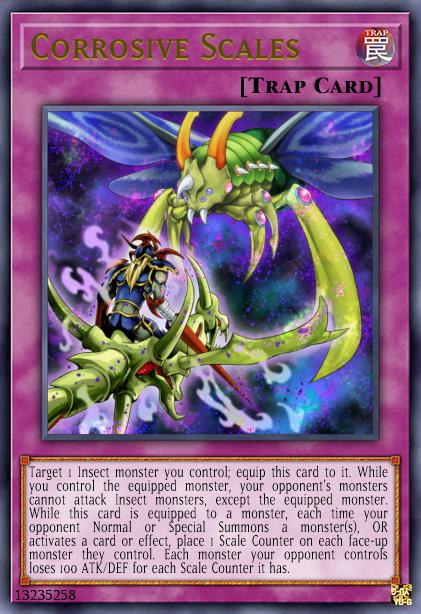 CORROSIVE SCALES
TRAP
罠
[TRAP CARD]
Target 1 Insect monster you control; equip this card to it. While
you control the equipped monster, your opponent's monsters
cannot attack Insect monsters, except the equipped monster.
While this card is equipped to a monster, each time your
opponent Normal or Special Summons a monster(s), OR
activates a card or effect, place 1 Scale Counter on each face-up
monster they control. Each monster your opponent controls
loses 100 ATK/DEF for each Scale Counter it has.
13235258